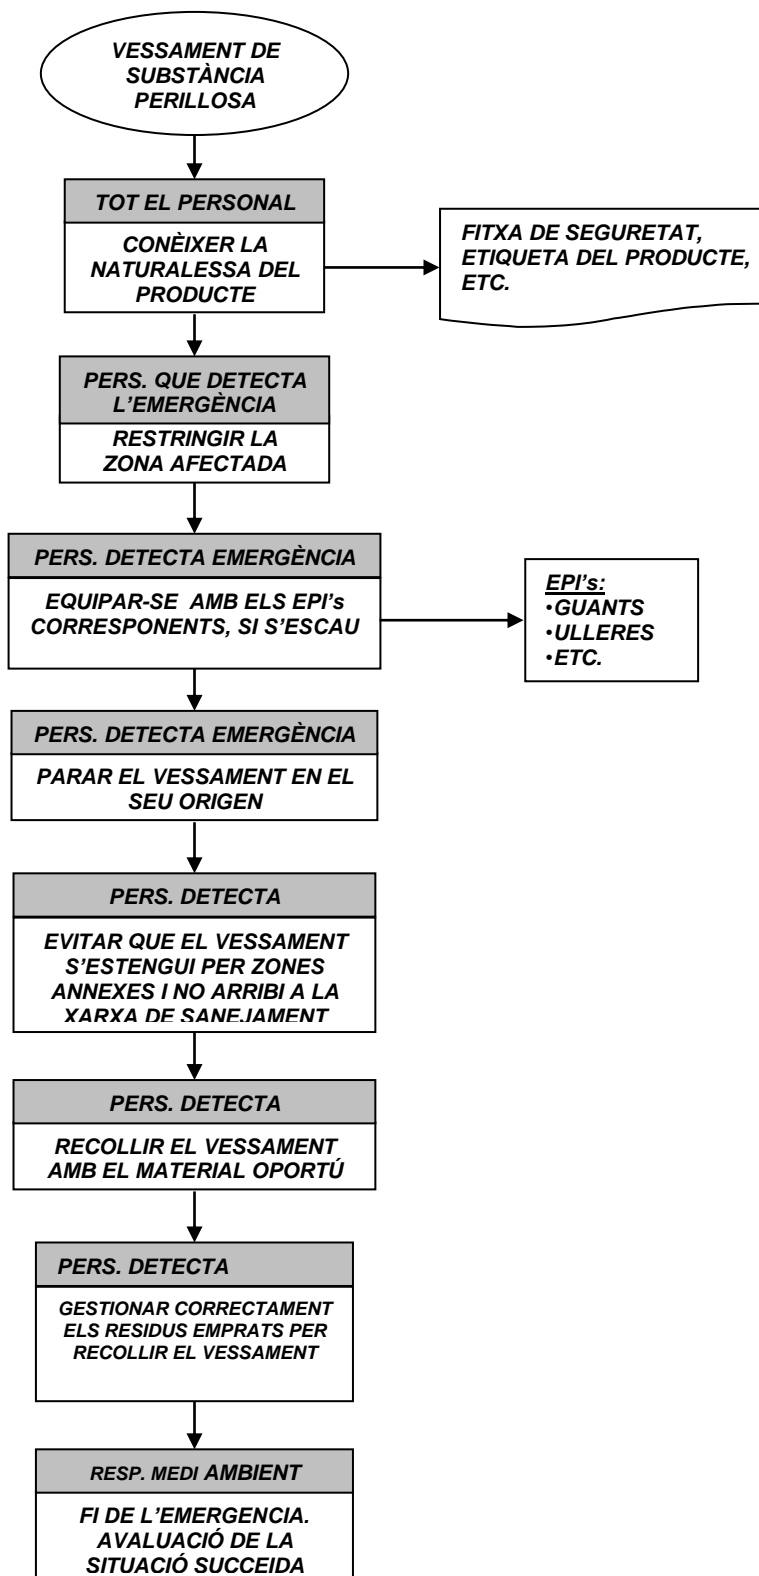 VESSAMENT DE
SUBSTÀNCIA
PERILLOSA
TOT EL PERSONAL
CONÈIXER LA
NATURALESSA DEL
PRODUCTE
FITXA DE SEGURETAT,
ETIQUETA DEL PRODUCTE,
ETC.
PERS. QUE DETECTA
L’EMERGÈNCIA
RESTRINGIR LA
ZONA AFECTADA
PERS. DETECTA EMERGÈNCIA
EQUIPAR-SE AMB ELS EPI’s
CORRESPONENTS, SI S’ESCAU
EPI’s:
•GUANTS
•ULLERES
•ETC.
PERS. DETECTA EMERGÈNCIA
PARAR EL VESSAMENT EN EL
SEU ORIGEN
PERS. DETECTA
EVITAR QUE EL VESSAMENT
S’ESTENGUI PER ZONES
ANNEXES I NO ARRIBI A LA
XARXA DE SANEJAMENT
PERS. DETECTA
RECOLLIR EL VESSAMENT
AMB EL MATERIAL OPORTÚ
PERS. DETECTA
GESTIONAR CORRECTAMENT
ELS RESIDUS EMPRATS PER
RECOLLIR EL VESSAMENT
RESP. MEDI AMBIENT
FI DE L’EMERGENCIA.
AVALUACIÓ DE LA
SITUACIÓ SUCCEIDA